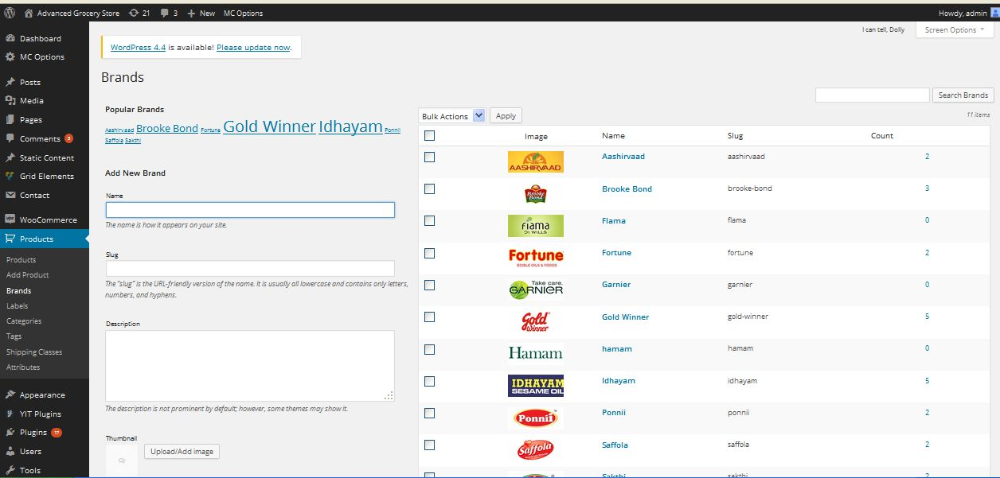 Advanced Grocery Store 21 3 + New MC Options Howdy, admin
Dashboard
MC Options
Posts
Media
Pages
Comments 3
Static Content
Grid Elements
Contact
WooCommerce
Products
Products
Add Product
Brands
Labels
Categories
Tags
Shipping Classes
Attributes
Appearance
YIT Plugins
Plugins 17
Users
Tools
I can tell, Dolly
Screen Options
WordPress 4.4 is available! Please update now.
Brands
Search Brands
Popular Brands
Aashirvaad Brooke Bond Fortune Gold Winner Idhayam Ponnii
Saffola Sakthi
Add New Brand
Name
The name is how it appears on your site.
Slug
The “slug” is the URL-friendly version of the name. It is usually all lowercase and contains only letters,
numbers, and hyphens.
Description
The description is not prominent by default; however, some themes may show it.
Thumbnail
Upload/Add image
Bulk Actions Apply
11 items
Image Name Slug Count
AASHIRVAAD Aashirvaad aashirvaad 2
Brooke Bond Brooke Bond brooke-bond 3
fiama DI WILLS Flama flama 0
Fortune EDIBLE OILS & FOODS Fortune fortune 2
Take care. GARNIER Garnier garnier 0
Gold Winner Gold Winner gold-winner 5
Hamam hamam hamam 0
IDHAYAM SESAME OIL Idhayam idhayam 5
Ponnii Ponnii ponnii 2
Saffola Saffola saffola 2
Sakthi sakthi 2